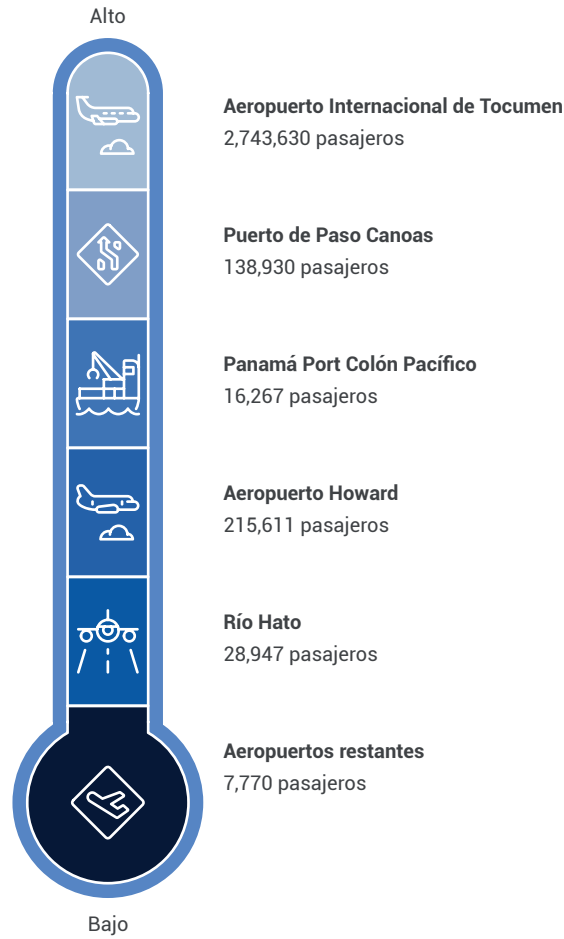 Alto
Aeropuerto Internacional de Tocumen
2,743,630 pasajeros
Puerto de Paso Canoas
138,930 pasajeros
Panamá Port Colón Pacífico
16,267 pasajeros
Aeropuerto Howard
215,611 pasajeros
Río Hato
28,947 pasajeros
Aeropuertos restantes
7,770 pasajeros
Bajo